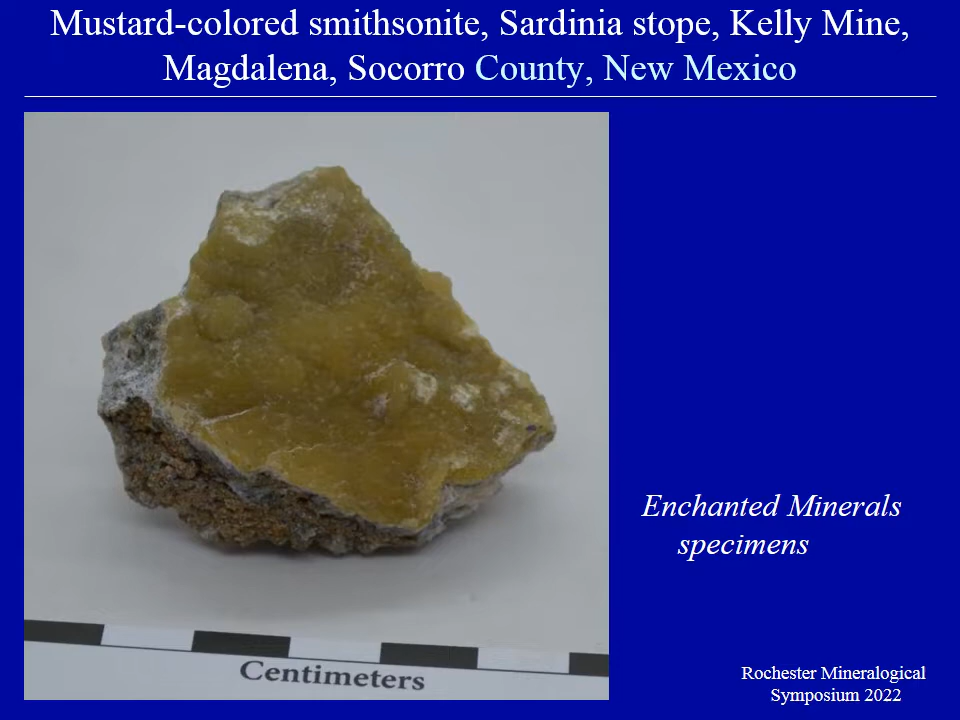 Mustard-colored smithsonite, Sardinia stope, Kelly Mine,
Magdalena, Socorro County, New Mexico
Enchanted Minerals
specimens
Centimeters
Rochester Mineralogical
Symposium 2022